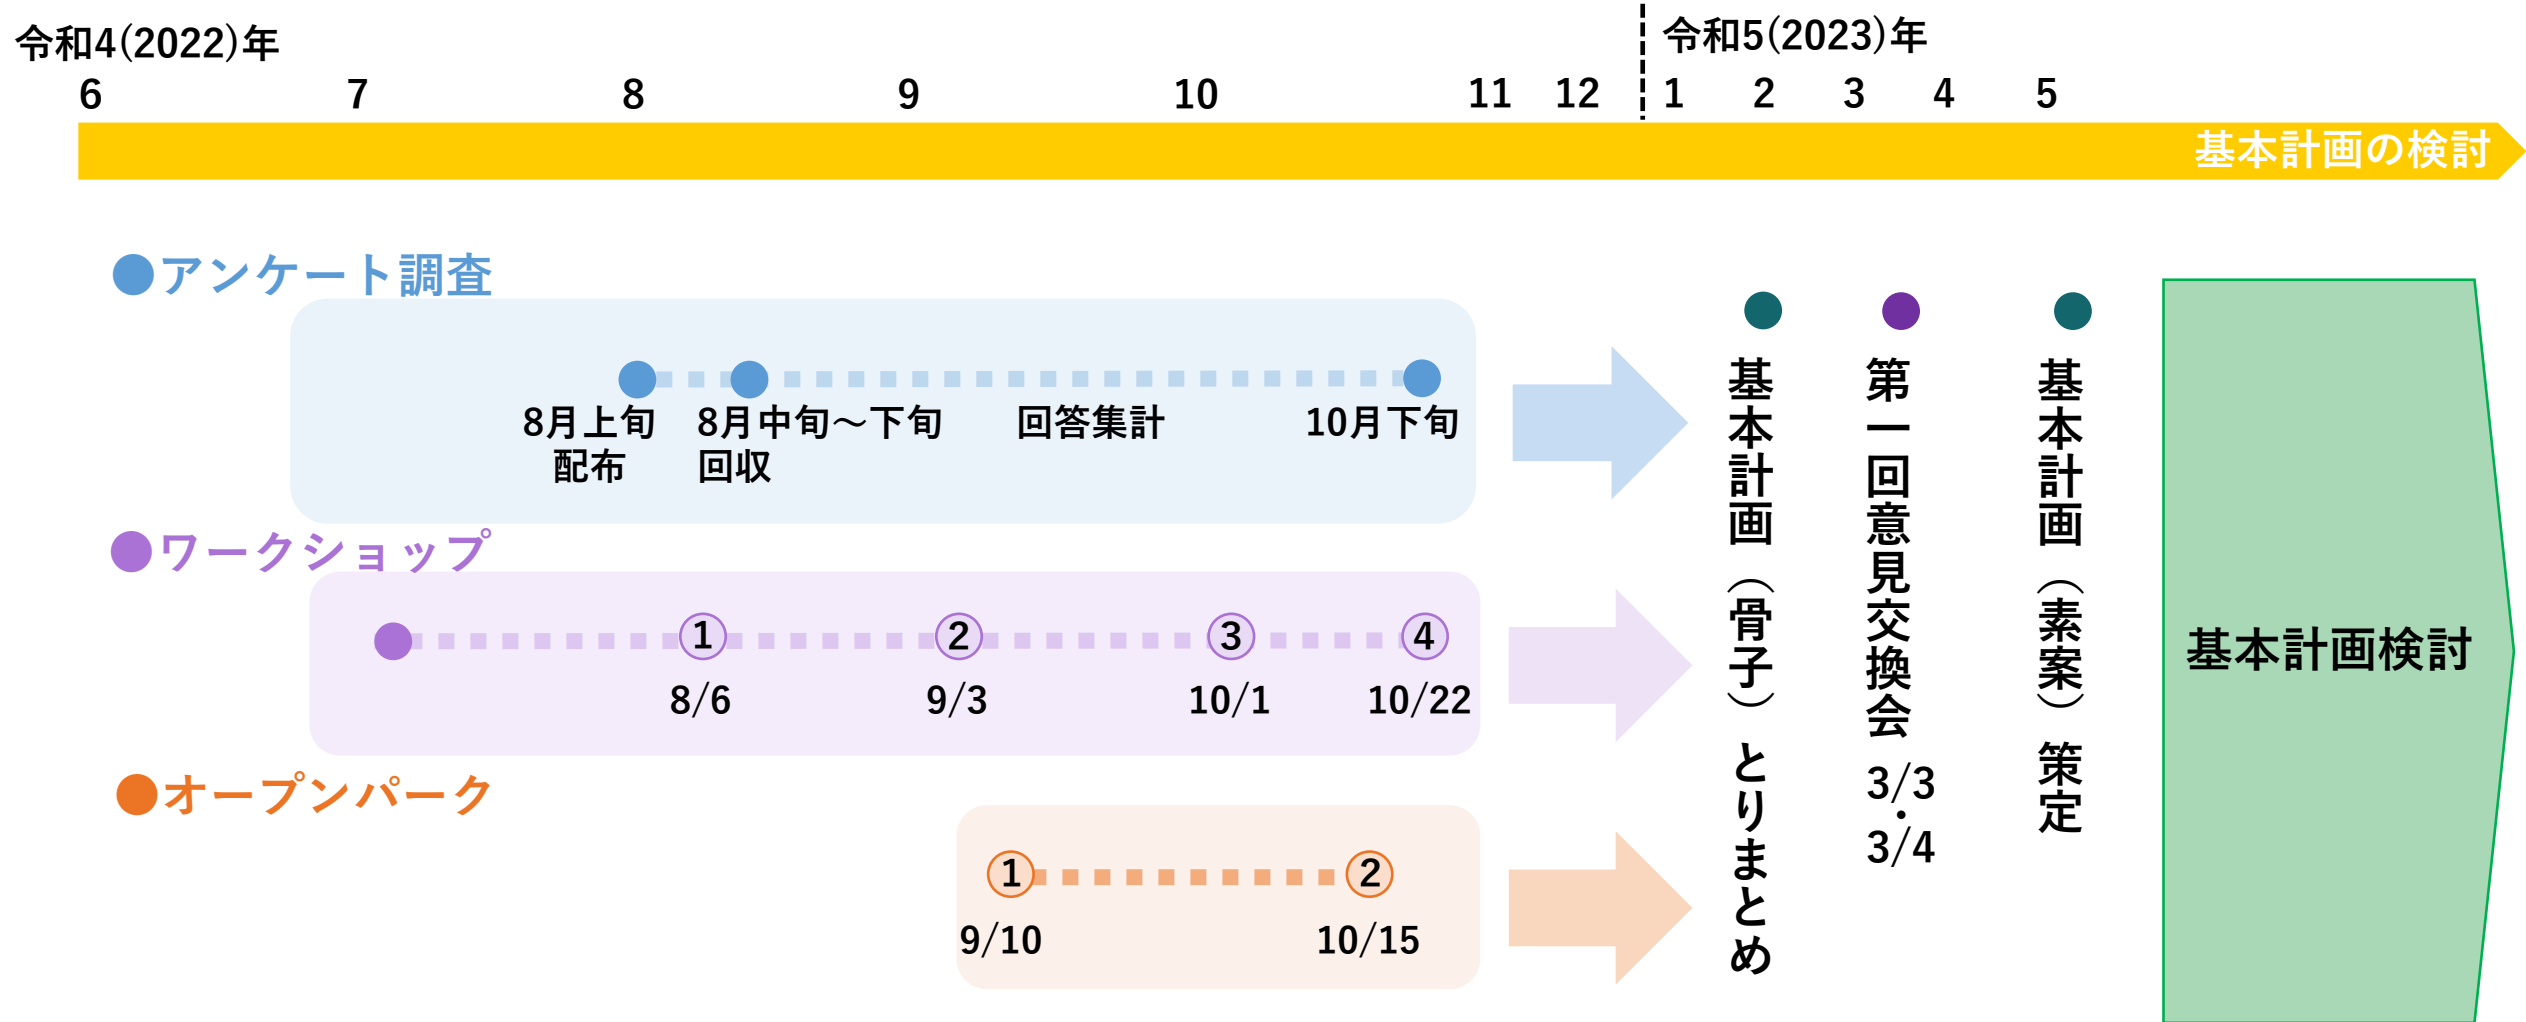 令和4(2022)年
令和5(2023)年
6 7 8 9 10 11 12 1 2 3 4 5
基本計画の検討
●アンケート調査
8月上旬
配布
8月中旬～下旬
回収
回答集計
10月下旬
●ワークショップ
1 2 3 4
8/6 9/3 10/1 10/22
●オープンパーク
1 2
9/10 10/15
基本計画（骨子）とりまとめ
第一回意見交換会
3/3
・
3/4
基本計画（素案）策定
基本計画検討